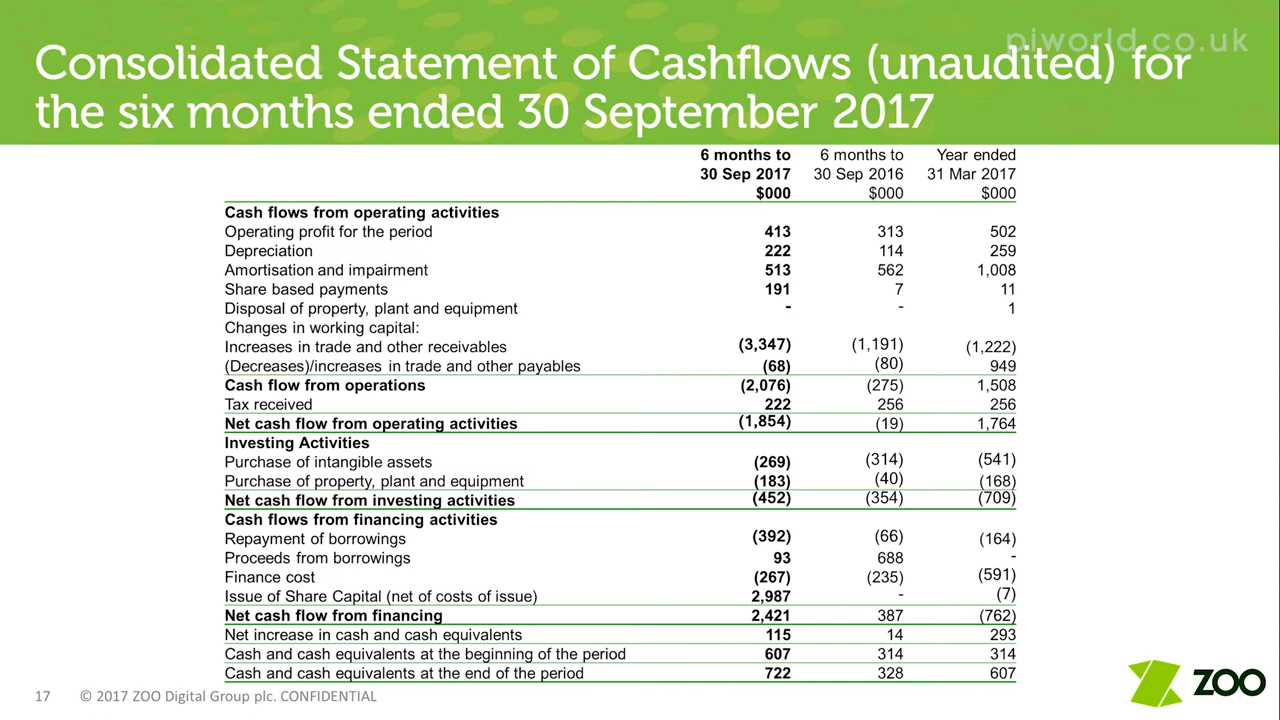 piworld.co.uk
Consolidated Statement of Cashflows (unaudited) for
the six months ended 30 September 2017
6 months to 6 months to Year ended
30 Sep 2017 30 Sep 2016 31 Mar 2017
$000 $000 $000
Cash flows from operating activities
Operating profit for the period 413 313 502
Depreciation 222 114 259
Amortisation and impairment 513 562 1,008
Share based payments 191 7 11
Disposal of property, plant and equipment - - 1
Changes in working capital:
Increases in trade and other receivables (3,347) (1,191) (1,222)
(Decreases)/increases in trade and other payables (68) (80) 949
Cash flow from operations (2,076) (275) 1,508
Tax received 222 256 256
Net cash flow from operating activities (1,854) (19) 1,764
Investing Activities
Purchase of intangible assets (269) (314) (541)
Purchase of property, plant and equipment (183) (40) (168)
Net cash flow from investing activities (452) (354) (709)
Cash flows from financing activities
Repayment of borrowings (392) (66) (164)
Proceeds from borrowings 93 688 -
Finance cost (267) (235) (591)
Issue of Share Capital (net of costs of issue) 2,987 - (7)
Net cash flow from financing 2,421 387 (762)
Net increase in cash and cash equivalents 115 14 293
Cash and cash equivalents at the beginning of the period 607 314 314
Cash and cash equivalents at the end of the period 722 328 607
17 © 2017 ZOO Digital Group plc. CONFIDENTIAL
ZOO